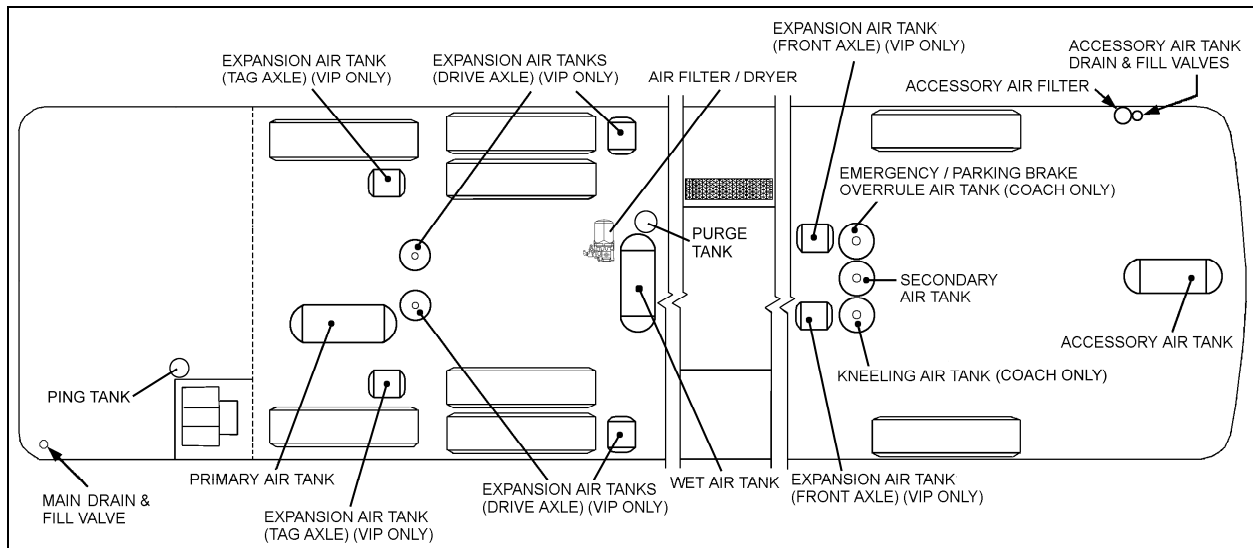 EXPANSION AIR TANK
(FRONT AXLE) (VIP ONLY)
EXPANSION AIR TANK
(TAG AXLE) (VIP ONLY)
EXPANSION AIR TANKS
(DRIVE AXLE) (VIP ONLY)
AIR FILTER / DRYER
ACCESSORY AIR TANK
DRAIN & FILL VALVES
ACCESSORY AIR FILTER
EMERGENCY / PARKING BRAKE
OVERRULE AIR TANK (COACH ONLY)
PURGE
TANK
SECONDARY
AIR TANK
ACCESSORY AIR TANK
KNEELING AIR TANK (COACH ONLY)
PING TANK
PRIMARY AIR TANK
MAIN DRAIN &
FILL VALVE
EXPANSION AIR TANK
(TAG AXLE) (VIP ONLY)
EXPANSION AIR TANKS
(DRIVE AXLE) (VIP ONLY)
WET AIR TANK
EXPANSION AIR TANK
(FRONT AXLE) (VIP ONLY)